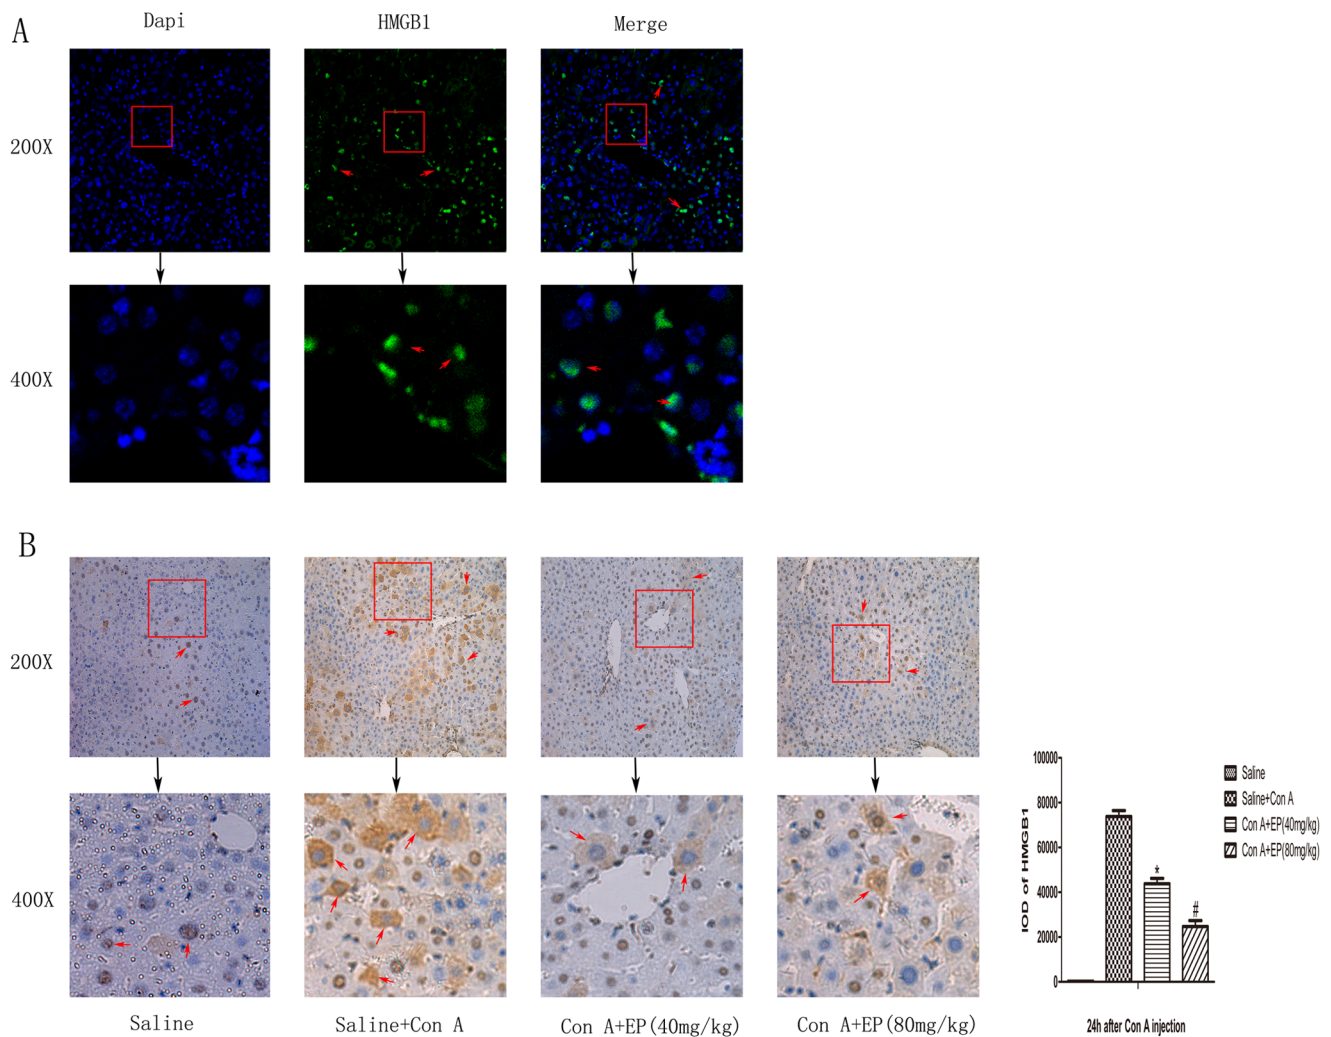 A
Dapi
HMGB1
Merge
200X
400X
B
200X
400X
Saline
Saline+Con A
Con A+EP(40mg/kg)
Con A+EP(80mg/kg)
IOD of HMGB1
100000
80000
60000
40000
20000
0
*
#
24h after Con A injection
Saline
Saline+Con A
Con A+EP(40mg/kg)
Con A+EP(80mg/kg)